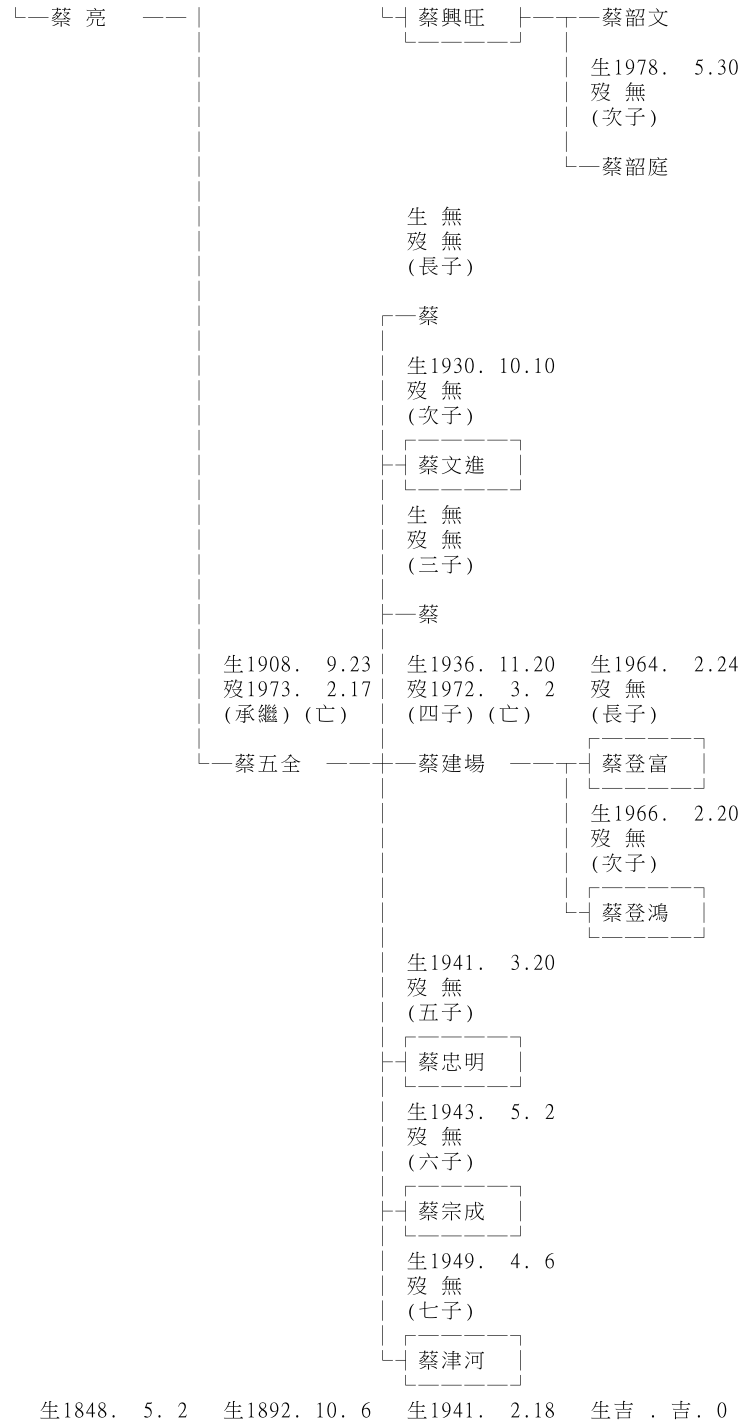 蔡 亮 蔡興旺 蔡韶文
生1978. 5.30
歿 無
(次子)
蔡韶庭
生 無
歿 無
(長子)
蔡
生1930. 10.10
歿 無
(次子)
蔡文進
生 無
歿 無
(三子)
蔡
生1908. 9.23 生1936. 11.20 生1964. 2.24
歿1973. 2.17 歿1972. 3. 2 歿 無
(承繼) (亡) (四子) (亡) (長子)
蔡五全 蔡建場 蔡登富
生1966. 2.20
歿 無
(次子)
蔡登鴻
生1941. 3.20
歿 無
(五子)
蔡忠明
生1943. 5. 2
歿 無
(六子)
蔡宗成
生1949. 4. 6
歿 無
(七子)
蔡津河
生1848. 5. 2 生1892. 10. 6 生1941. 2.18 生吉 . 吉. 0